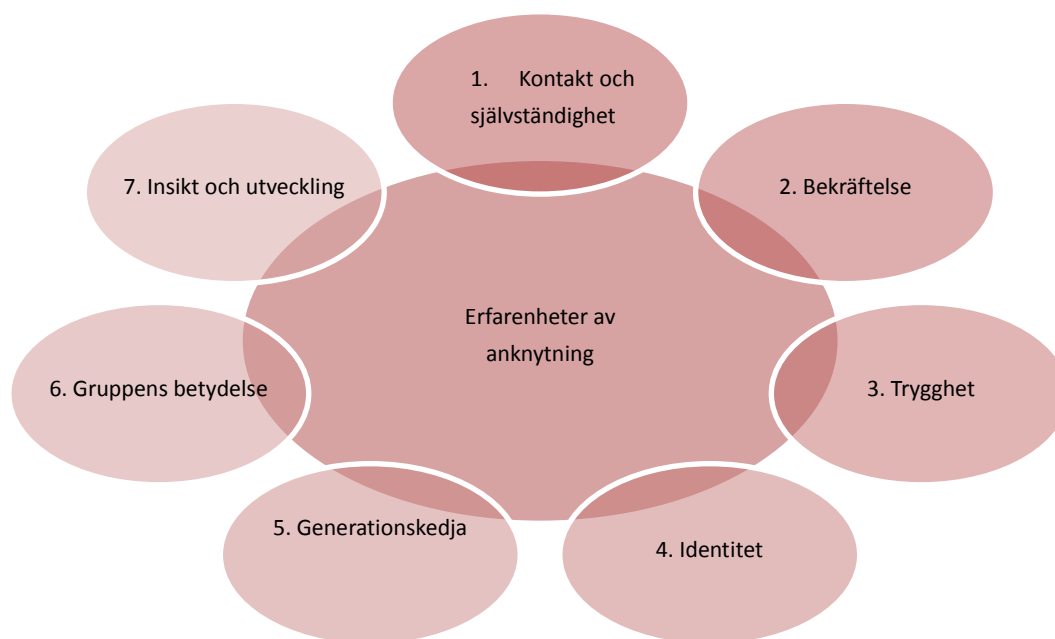 1. Kontakt och
självständighet
2. Bekräftelse
3. Trygghet
4. Identitet
5. Generationskedja
6. Gruppens betydelse
7. Insikt och utveckling
Erfarenheter av
anknytning